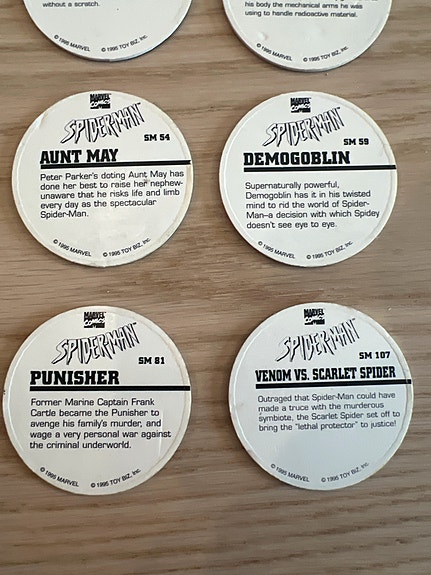 without a scratch.
© 1995 MARVEL © 1995 TOY BIZ, Inc.
his body the mechanical arms he was
using to handle radioactive material.
© 1995 MARVEL © 1995 TOY BIZ, Inc.
MARVEL
COMICS
SPIDER-MAN
SM 54
AUNT MAY
Peter Parker's doting Aunt May has
done her best to raise her nephew-
unaware that he risks life and limb
every day as the spectacular
Spider-Man.
© 1995 MARVEL © 1995 TOY BIZ, Inc.
MARVEL
COMICS
SPIDER-MAN
SM 59
DEMOGOBLIN
Supernaturally powerful,
Demogoblin has it in his twisted
mind to rid the world of Spider-
Man–a decision with which Spidey
doesn't see eye to eye.
© 1995 MARVEL © 1995 TOY BIZ, Inc.
MARVEL
COMICS
SPIDER-MAN
SM 81
PUNISHER
Former Marine Captain Frank
Cartle became the Punisher to
avenge his family's murder, and
wage a very personal war against
the criminal underworld.
© 1995 MARVEL © 1995 TOY BIZ, Inc.
MARVEL
COMICS
SPIDER-MAN
SM 107
VENOM VS. SCARLET SPIDER
Outraged that Spider-Man could have
made a truce with the murderous
symbiote, the Scarlet Spider set off to
bring the "lethal protector" to justice!
© 1995 MARVEL © 1995 TOY BIZ, Inc.